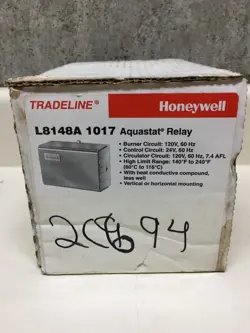 TRADELINE® Honeywell
L8148A 1017 Aquastat® Relay
• Burner Circuit: 120V, 60 Hz
• Control Circuit: 24V, 60 Hz
• Circulator Circuit: 120V, 60 Hz, 7.4 AFL
• High Limit Range: 140°F to 240°F
(60°C to 116°C)
• With heat conductive compound,
less well
• Vertical or horizontal mounting